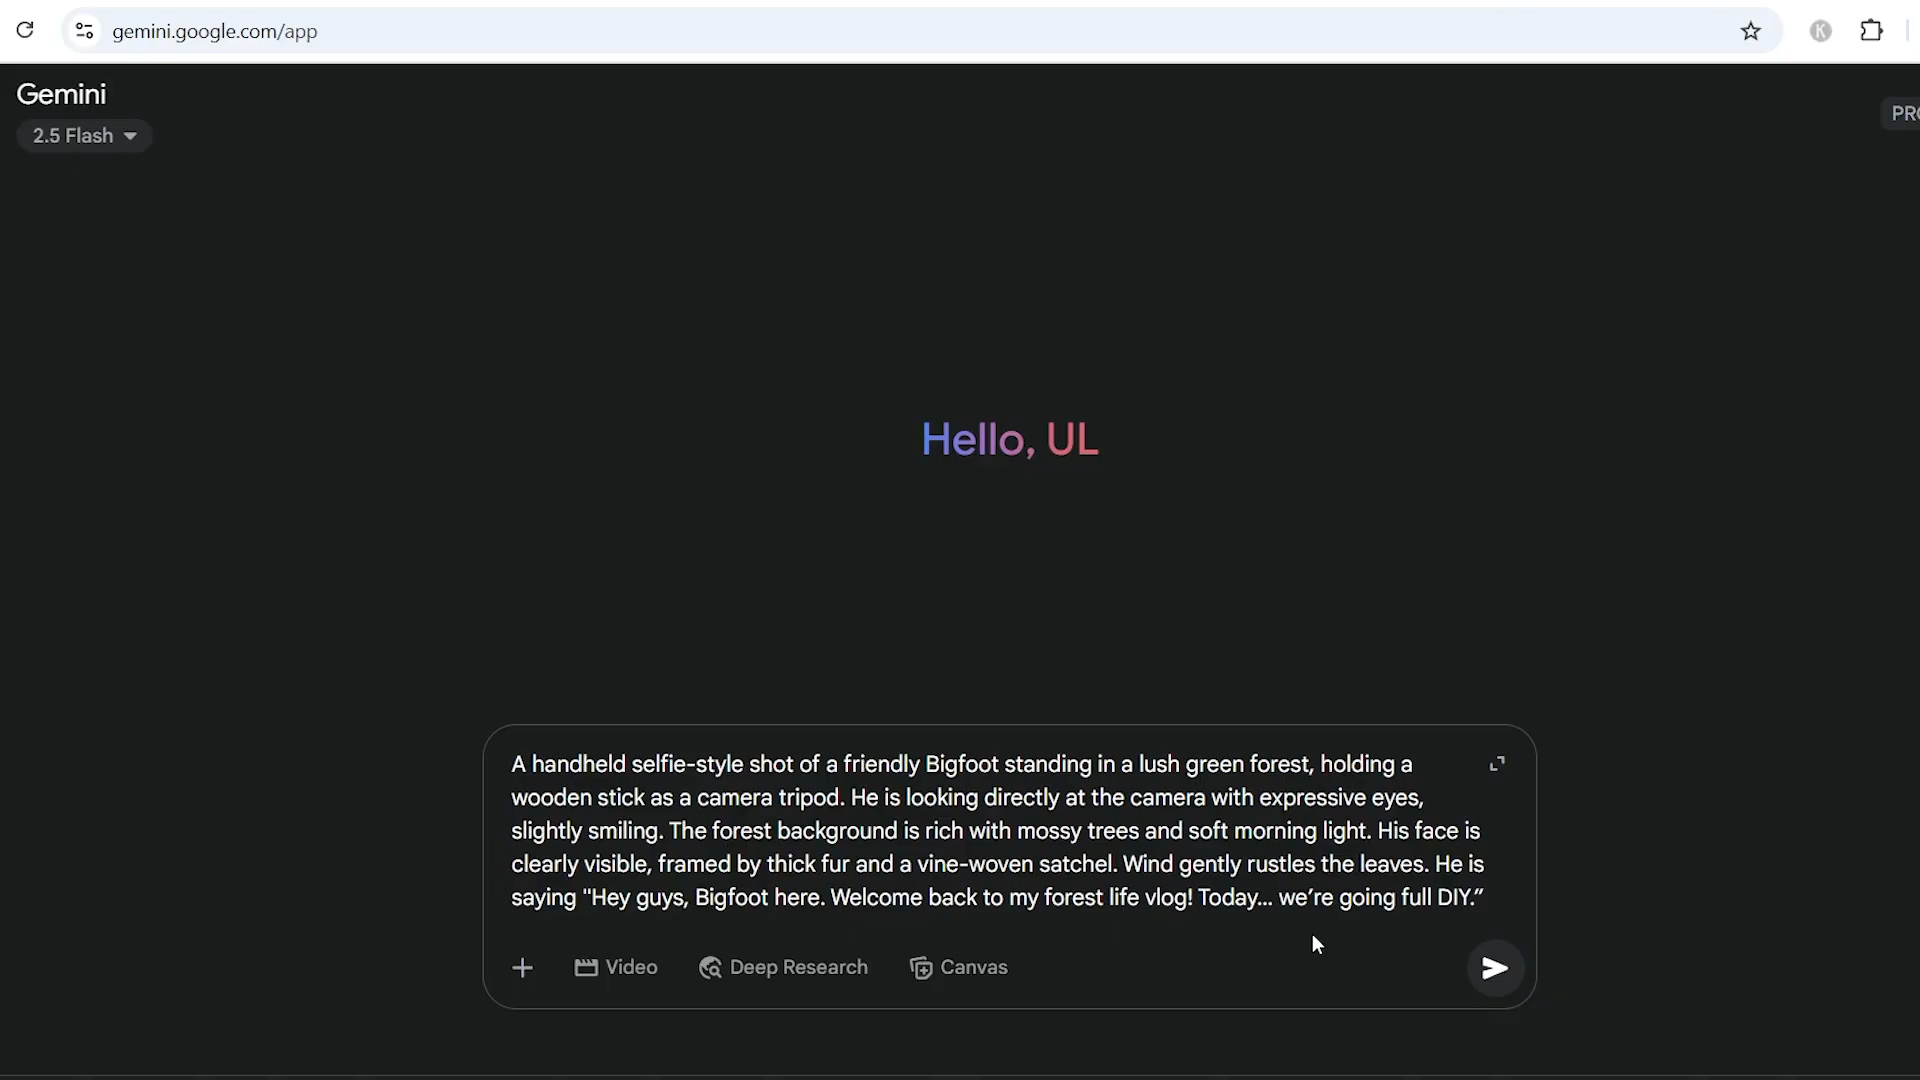 gemini.google.com/app
K
Gemini
2.5 Flash
PRO
Hello, UL
A handheld selfie-style shot of a friendly Bigfoot standing in a lush green forest, holding a
wooden stick as a camera tripod. He is looking directly at the camera with expressive eyes,
slightly smiling. The forest background is rich with mossy trees and soft morning light. His face is
clearly visible, framed by thick fur and a vine-woven satchel. Wind gently rustles the leaves. He is
saying "Hey guys, Bigfoot here. Welcome back to my forest life vlog! Today... we’re going full DIY.”
Video
Deep Research
Canvas